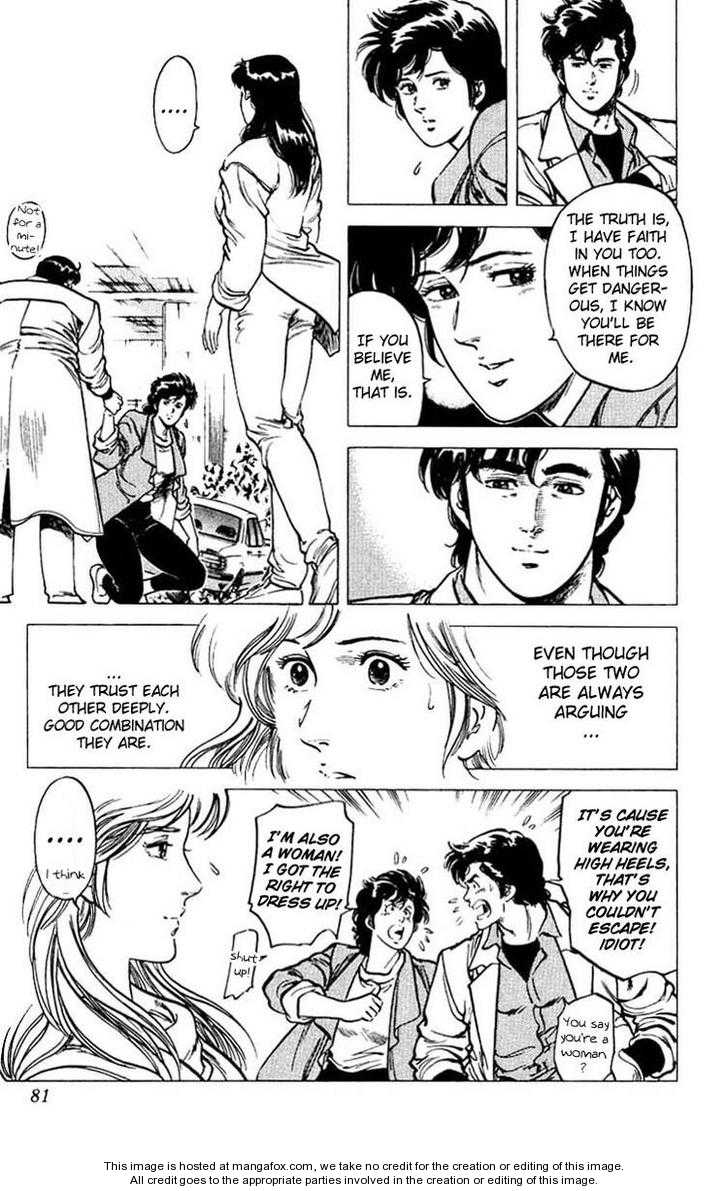 THE TRUTH IS,
I HAVE FAITH
IN YOU TOO.
WHEN THINGS
GET DANGER-
OUS, I KNOW
YOU'LL BE
THERE FOR
ME.
IF YOU
BELIEVE
ME,
THAT IS.
....
Not
for a
mi-
nute!
EVEN THOUGH
THOSE TWO
ARE ALWAYS
ARGUING
...
...
THEY TRUST EACH
OTHER DEEPLY.
GOOD COMBINATION
THEY ARE.
IT'S CAUSE
YOU'RE
WEARING
HIGH HEELS,
THAT'S
WHY YOU
COULDN'T
ESCAPE!
IDIOT!
I'M ALSO
A WOMAN!
I GOT THE
RIGHT TO
DRESS UP!
You say
you're a
woman
?
Shut
up!
....
I think
81
This image is hosted at mangafox.com, we take no credit for the creation or editing of this image.
All credit goes to the appropriate parties involved in the creation or editing of this image.